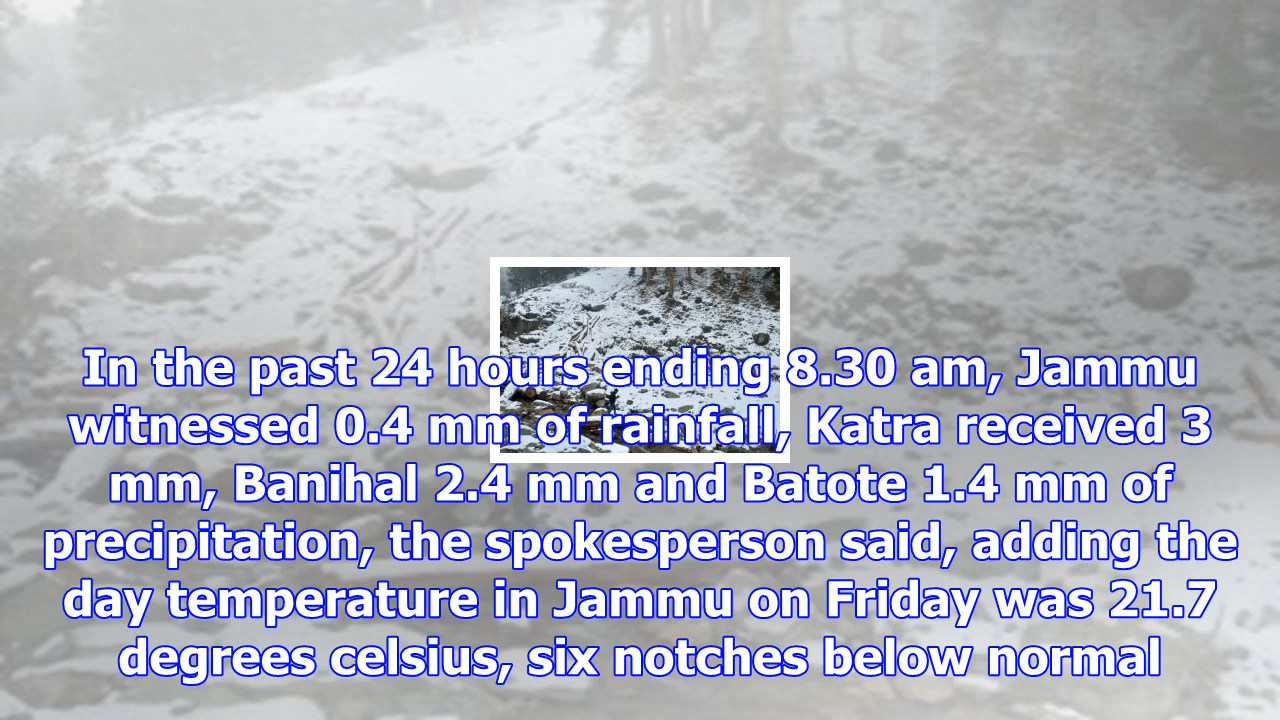 In the past 24 hours ending 8.30 am, Jammu
witnessed 0.4 mm of rainfall, Katra received 3
mm, Banihal 2.4 mm and Batote 1.4 mm of
precipitation, the spokesperson said, adding the
day temperature in Jammu on Friday was 21.7
degrees celsius, six notches below normal